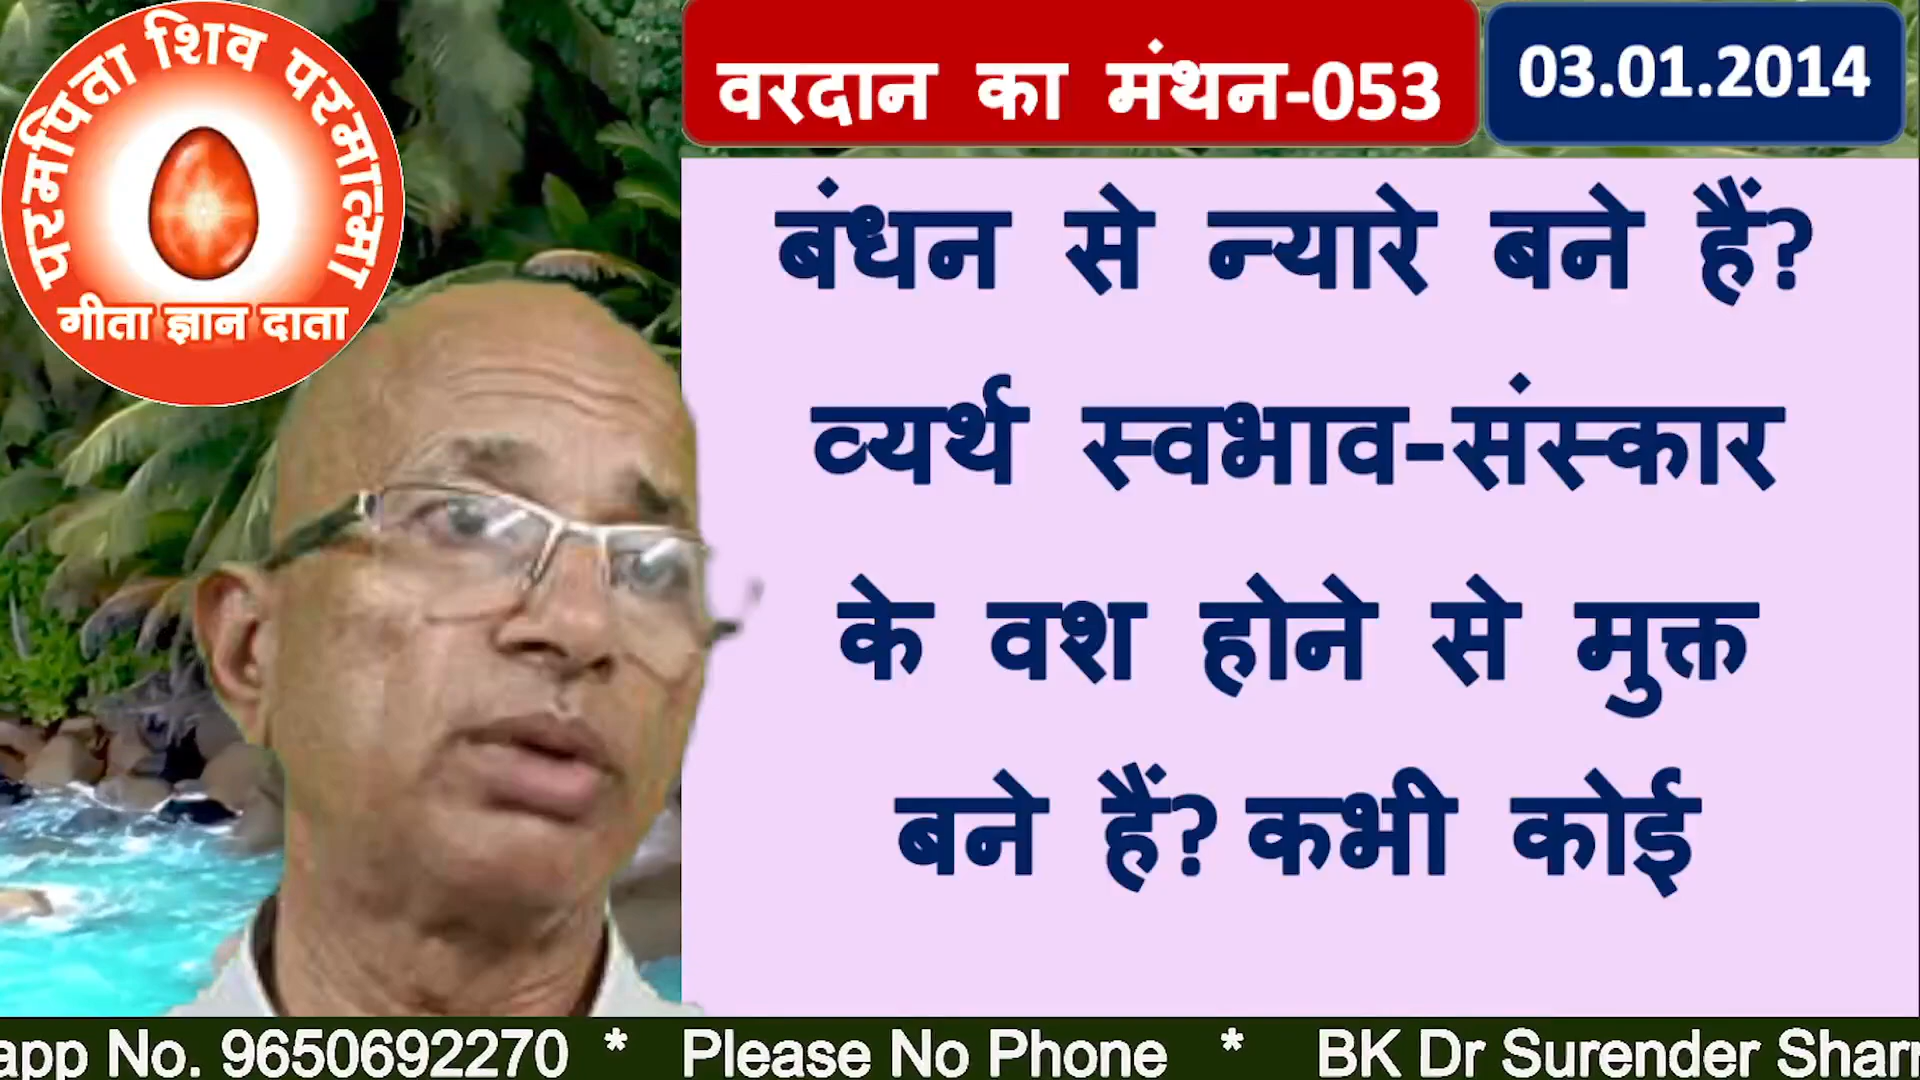 परमपिता शिव परमात्मा
गीता ज्ञान दाता
वरदान का मंथन-053
03.01.2014
बंधन से न्यारे बने हैं?
व्यर्थ स्वभाव-संस्कार
के वश होने से मुक्त
बने हैं? कभी कोई
app No. 9650692270 * Please No Phone * BK Dr Surender Shar